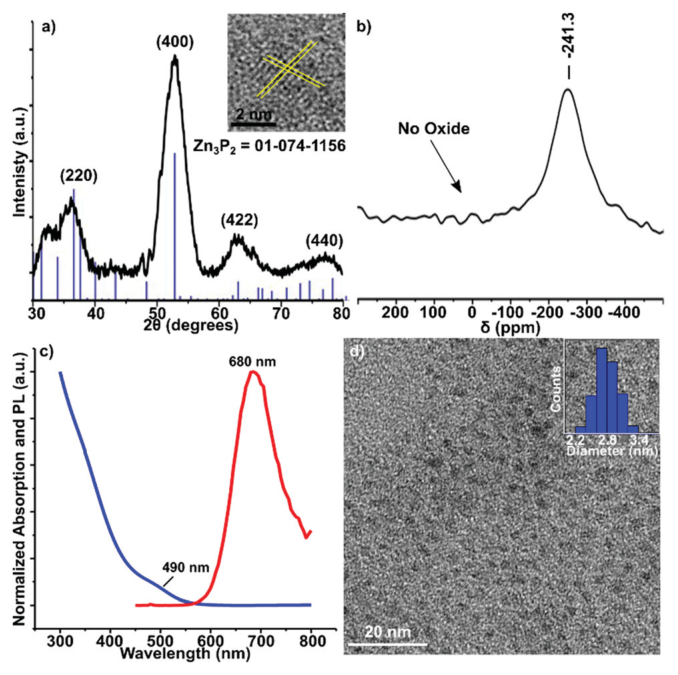 a)
(400)
(220)
(422)
(440)
2 nm
Zn3P2 = 01-074-1156
Intenisty (a.u.)
30 40 50 60 70 80
2θ (degrees)
b)
-241.3
No Oxide
200 100 0 -100 -200 -300 -400
δ (ppm)
c)
680 nm
490 nm
Normalized Absorption and PL (a.u.)
300 400 500 600 700 800
Wavelength (nm)
d)
Counts
2.2 2.8 3.4
Diameter (nm)
20 nm